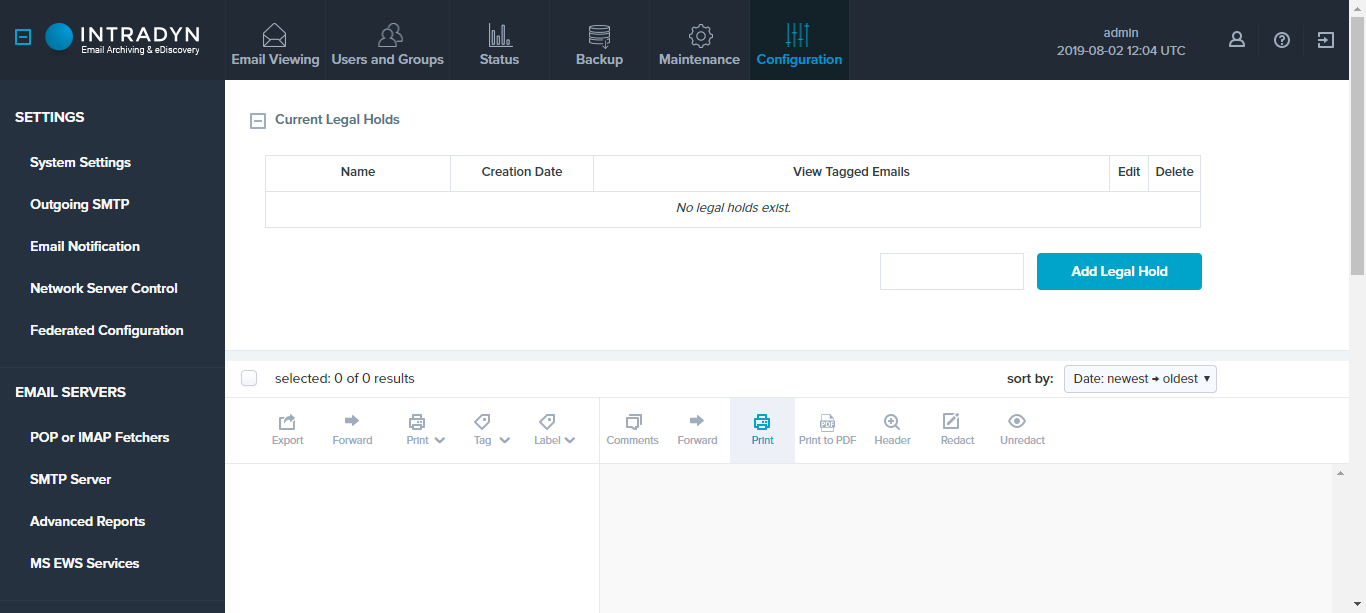 INTRADYN
Email Archiving & eDiscovery
Email Viewing
Users and Groups
Status
Backup
Maintenance
Configuration
admin
2019-08-02 12:04 UTC
SETTINGS
System Settings
Outgoing SMTP
Email Notification
Network Server Control
Federated Configuration
EMAIL SERVERS
POP or IMAP Fetchers
SMTP Server
Advanced Reports
MS EWS Services
Current Legal Holds
Name Creation Date View Tagged Emails Edit Delete
No legal holds exist.
Add Legal Hold
selected: 0 of 0 results
sort by: Date: newest → oldest
Export Forward Print Tag Label Comments Forward Print Print to PDF Header Redact Unredact
PDF